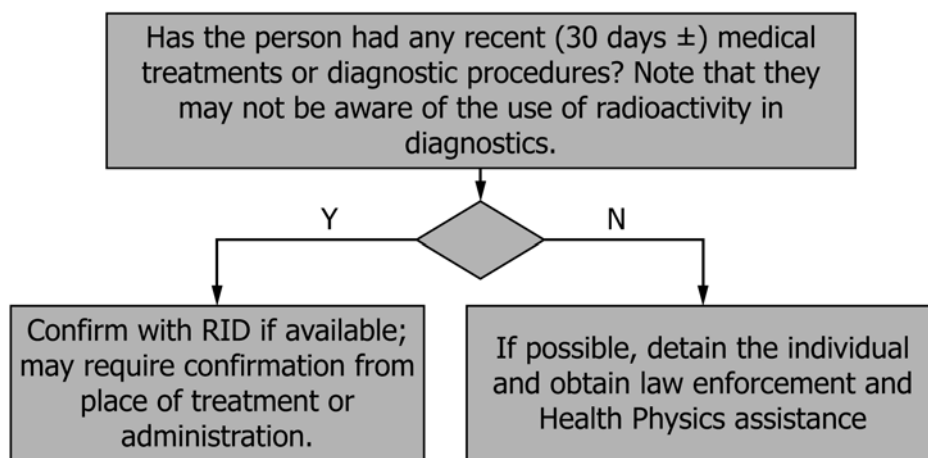 Has the person had any recent (30 days ±) medical
treatments or diagnostic procedures? Note that they
may not be aware of the use of radioactivity in
diagnostics.
Y
N
Confirm with RID if available;
may require confirmation from
place of treatment or
administration.
If possible, detain the individual
and obtain law enforcement and
Health Physics assistance